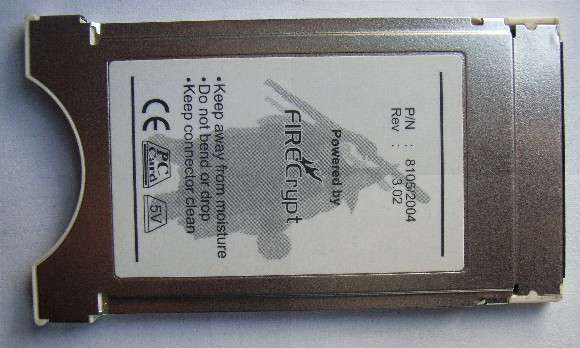 P/N : 8105/2004
Rev : 3.02
Powered by
FIRECrypt
•Keep away from moisture
•Do not bend or drop
•Keep connector clean
CE PC Card 5V